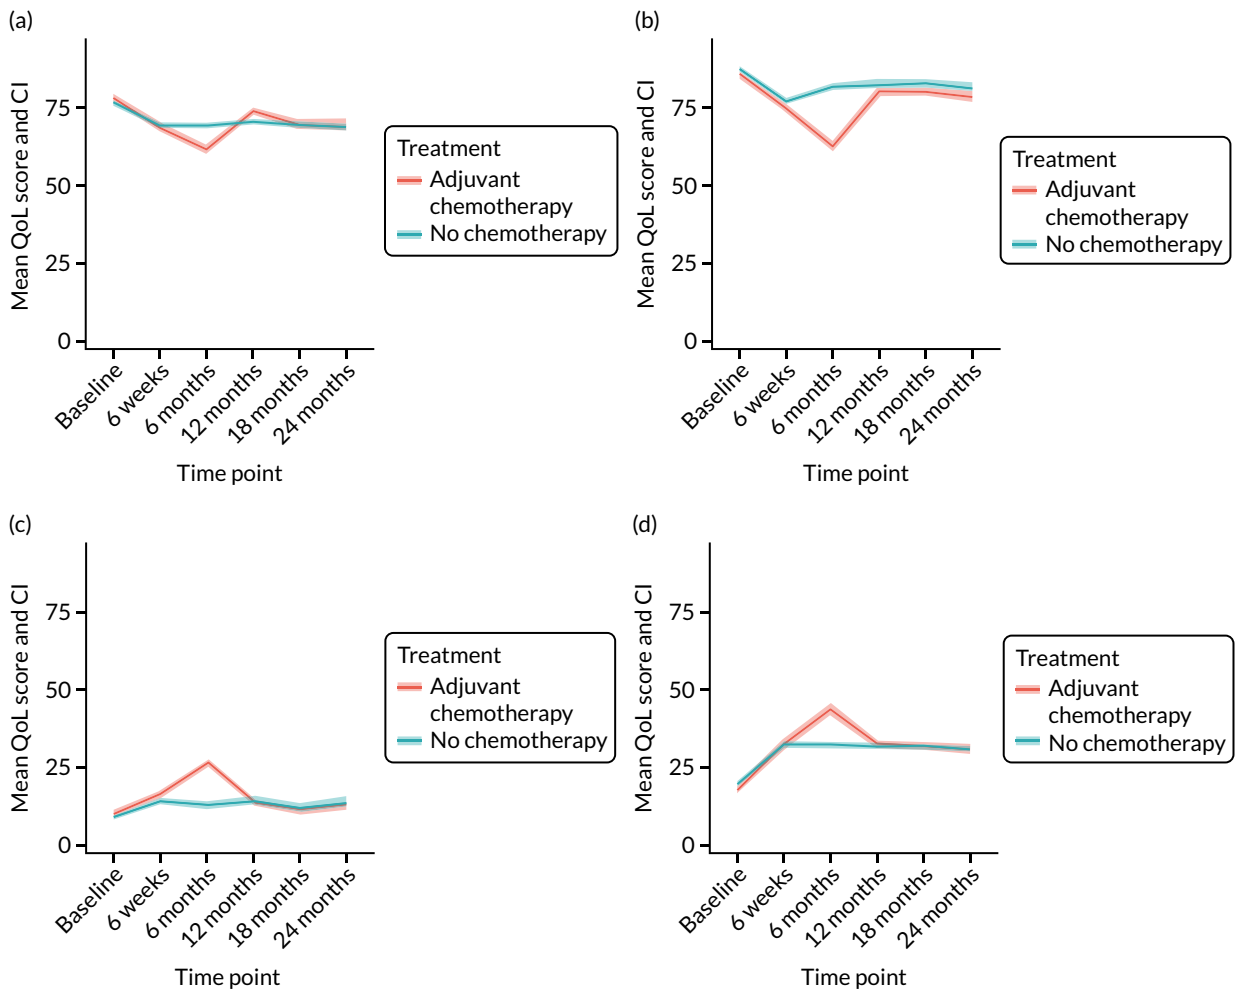 (a)
Mean QoL score and CI
75
50
25
0
Baseline
6 weeks
6 months
12 months
18 months
24 months
Time point
Treatment
Adjuvant
chemotherapy
No chemotherapy
(b)
Mean QoL score and CI
75
50
25
0
Baseline
6 weeks
6 months
12 months
18 months
24 months
Time point
Treatment
Adjuvant
chemotherapy
No chemotherapy
(c)
Mean QoL score and CI
75
50
25
0
Baseline
6 weeks
6 months
12 months
18 months
24 months
Time point
Treatment
Adjuvant
chemotherapy
No chemotherapy
(d)
Mean QoL score and CI
75
50
25
0
Baseline
6 weeks
6 months
12 months
18 months
24 months
Time point
Treatment
Adjuvant
chemotherapy
No chemotherapy